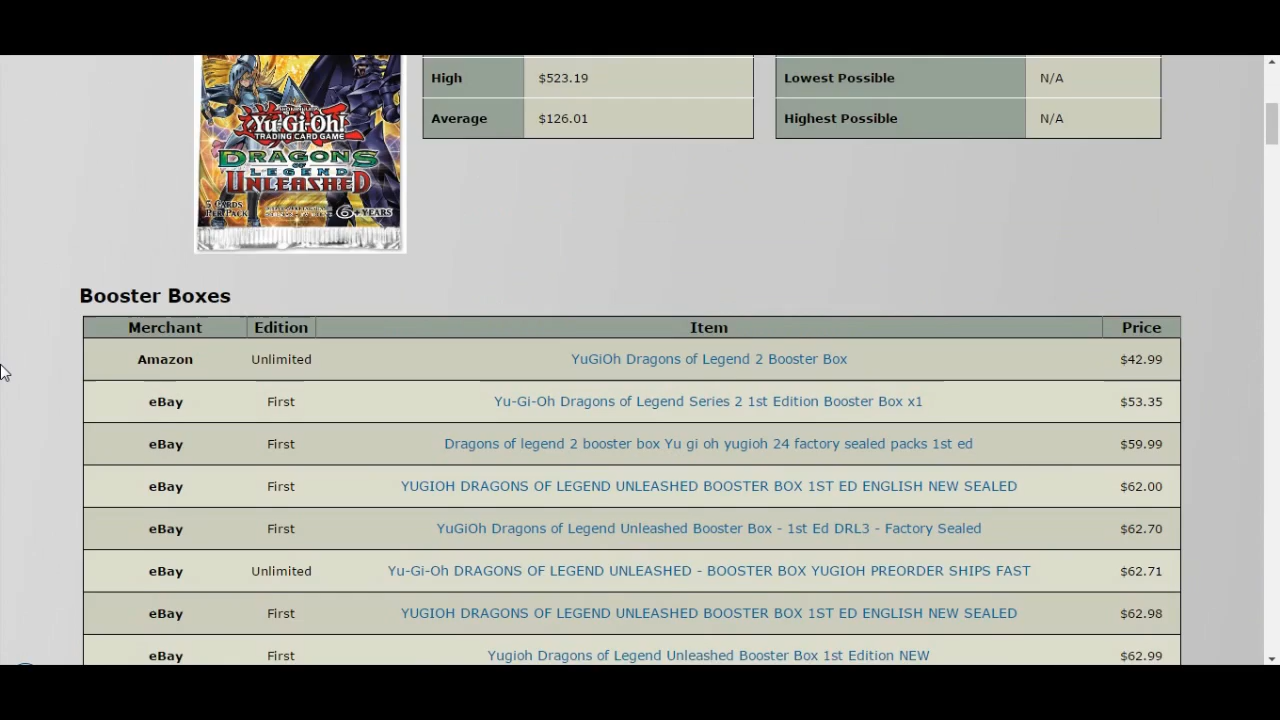 High $523.19 Lowest Possible N/A
Average $126.01 Highest Possible N/A
Yu-Gi-Oh!
TRADING CARD GAME
DRAGONS
OF
LEGEND
UNLEASHED
5 CARDS
PER PACK
6+ YEARS
Booster Boxes
Merchant Edition Item Price
Amazon Unlimited YuGiOh Dragons of Legend 2 Booster Box $42.99
eBay First Yu-Gi-Oh Dragons of Legend Series 2 1st Edition Booster Box x1 $53.35
eBay First Dragons of legend 2 booster box Yu gi oh yugioh 24 factory sealed packs 1st ed $59.99
eBay First YUGIOH DRAGONS OF LEGEND UNLEASHED BOOSTER BOX 1ST ED ENGLISH NEW SEALED $62.00
eBay First YuGiOh Dragons of Legend Unleashed Booster Box - 1st Ed DRL3 - Factory Sealed $62.70
eBay Unlimited Yu-Gi-Oh DRAGONS OF LEGEND UNLEASHED - BOOSTER BOX YUGIOH PREORDER SHIPS FAST $62.71
eBay First YUGIOH DRAGONS OF LEGEND UNLEASHED BOOSTER BOX 1ST ED ENGLISH NEW SEALED $62.98
eBay First Yugioh Dragons of Legend Unleashed Booster Box 1st Edition NEW $62.99